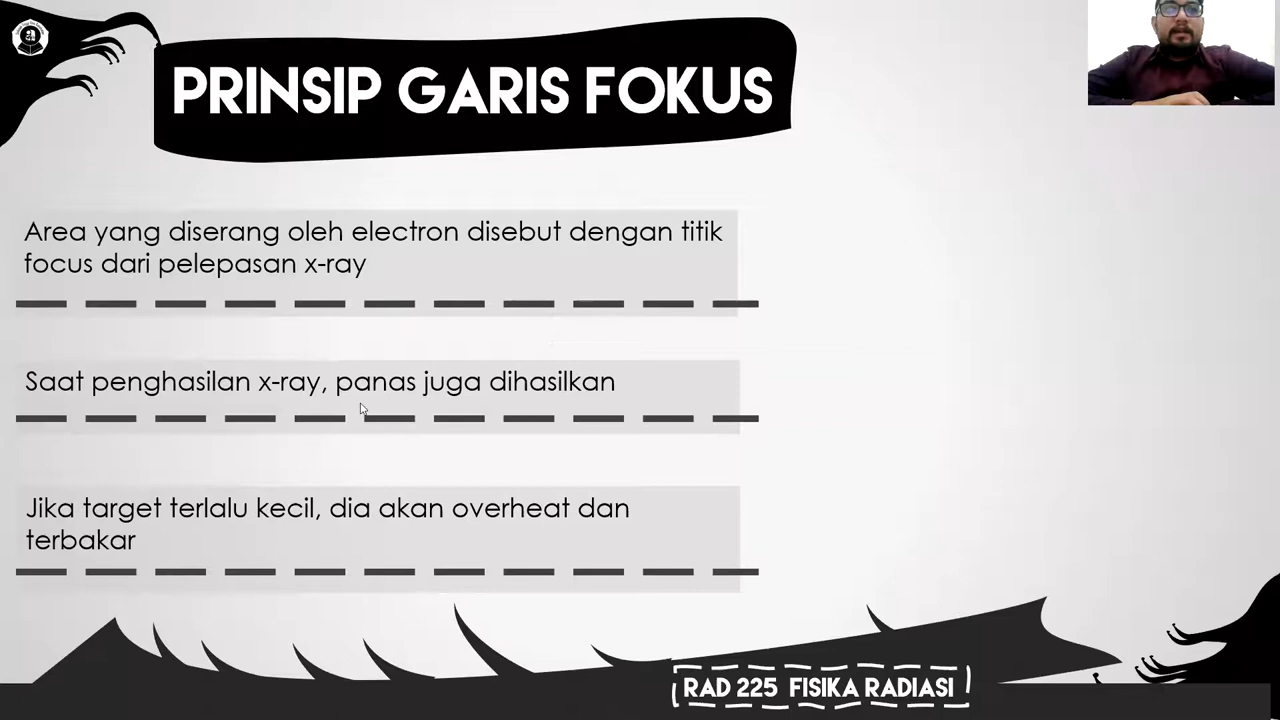 PRINSIP GARIS FOKUS
Area yang diserang oleh electron disebut dengan titik
focus dari pelepasan x-ray
Saat penghasilan x-ray, panas juga dihasilkan
Jika target terlalu kecil, dia akan overheat dan
terbakar
RAD 225 FISIKA RADIASI